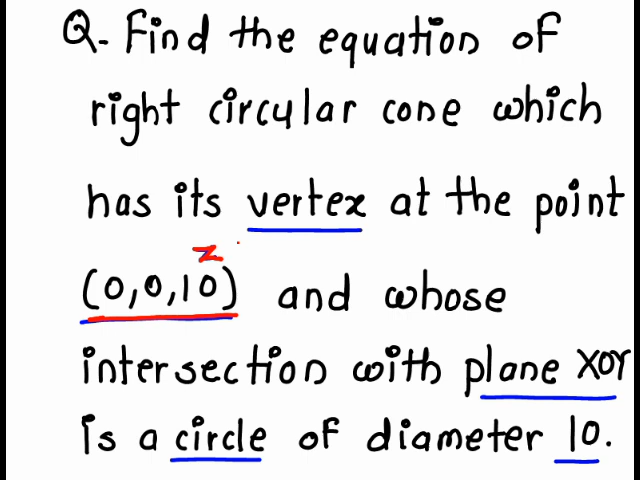 Q- Find the equation of
right circular cone which
has its vertex at the point
z
(0,0,10) and whose
intersection with plane XOY
is a circle of diameter 10.